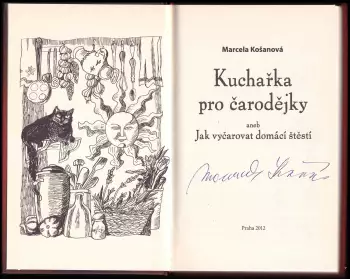 Marcela Košanová
Kuchařka
pro čarodějky
aneb
Jak vyčarovat domácí štěstí
Praha 2012